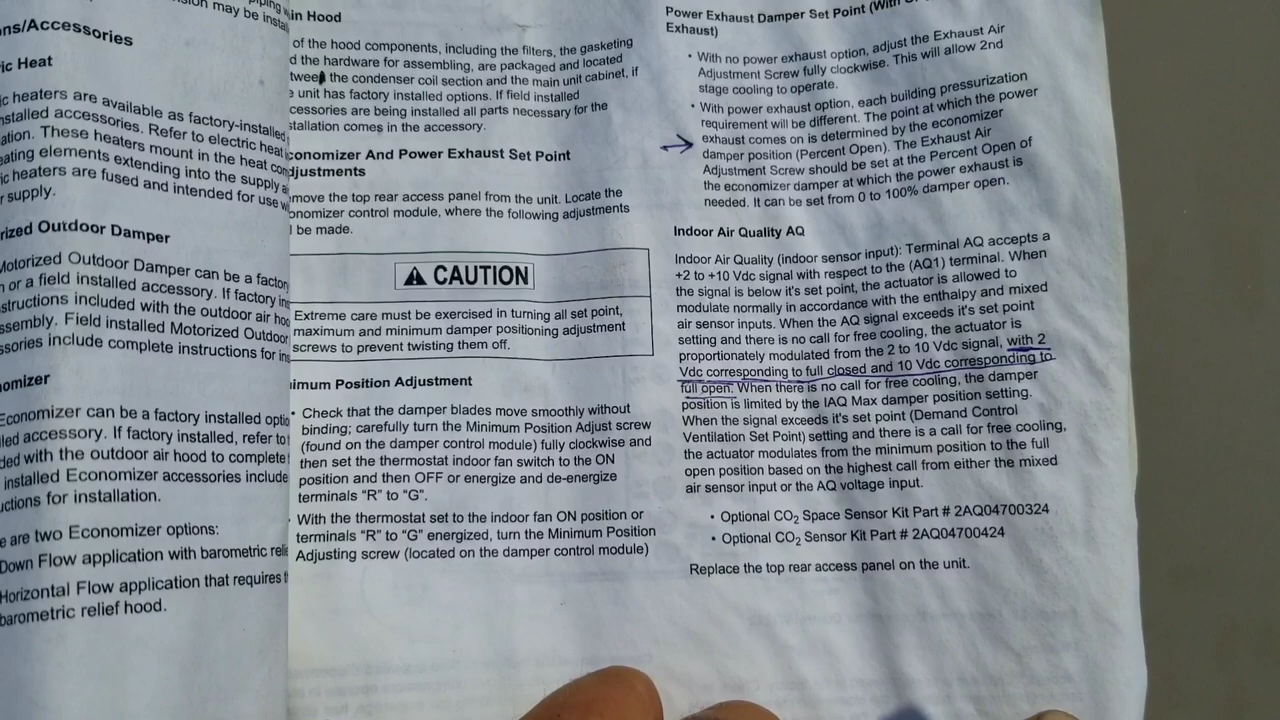 may be
ns/Accessories
ic Heat
ic heaters are available as factory-installed
nstalled accessories. Refer to electric heat
ation. These heaters mount in the heat
ating elements extending into the supply
ic heaters are fused and intended for use
r supply.
rized Outdoor Damper
Motorized Outdoor Damper can be a
n or a field installed accessory. If factory
structions included with the outdoor air
ssembly. Field installed Motorized
ssories include complete instructions for
nomizer
Economizer can be a factory installed
lled accessory. If factory installed, refer to
ded with the outdoor air hood to complete
installed Economizer accessories include
uctions for installation.
e are two Economizer options:
Down Flow application with barometric
Horizontal Flow application that requires
barometric relief hood.
in Hood
of the hood components, including the filters, the gasketing
d the hardware for assembling, are packaged and located
tween the condenser coil section and the main unit cabinet, if
e unit has factory installed options. If field installed
cessories are being installed all parts necessary for the
stallation comes in the accessory.
conomizer And Power Exhaust Set Point
djustments
move the top rear access panel from the unit. Locate the
onomizer control module, where the following adjustments
l be made.
⚠ CAUTION
Extreme care must be exercised in turning all set point,
maximum and minimum damper positioning adjustment
screws to prevent twisting them off.
imum Position Adjustment
• Check that the damper blades move smoothly without
binding; carefully turn the Minimum Position Adjust screw
(found on the damper control module) fully clockwise and
then set the thermostat indoor fan switch to the ON
position and then OFF or energize and de-energize
terminals “R” to “G”.
• With the thermostat set to the indoor fan ON position or
terminals “R” to “G” energized, turn the Minimum Position
Adjusting screw (located on the damper control module)
Power Exhaust Damper Set Point (With
Exhaust)
• With no power exhaust option, adjust the Exhaust Air
Adjustment Screw fully clockwise. This will allow 2nd
stage cooling to operate.
• With power exhaust option, each building pressurization
requirement will be different. The point at which the power
exhaust comes on is determined by the economizer
damper position (Percent Open). The Exhaust Air
Adjustment Screw should be set at the Percent Open of
the economizer damper at which the power exhaust is
needed. It can be set from 0 to 100% damper open.
Indoor Air Quality AQ
Indoor Air Quality (indoor sensor input): Terminal AQ accepts a
+2 to +10 Vdc signal with respect to the (AQ1) terminal. When
the signal is below it's set point, the actuator is allowed to
modulate normally in accordance with the enthalpy and mixed
air sensor inputs. When the AQ signal exceeds it's set point
setting and there is no call for free cooling, the actuator is
proportionately modulated from the 2 to 10 Vdc signal, with 2
Vdc corresponding to full closed and 10 Vdc corresponding to
full open. When there is no call for free cooling, the damper
position is limited by the IAQ Max damper position setting.
When the signal exceeds it's set point (Demand Control
Ventilation Set Point) setting and there is a call for free cooling,
the actuator modulates from the minimum position to the full
open position based on the highest call from either the mixed
air sensor input or the AQ voltage input.
• Optional CO2 Space Sensor Kit Part # 2AQ04700324
• Optional CO2 Sensor Kit Part # 2AQ04700424
Replace the top rear access panel on the unit.